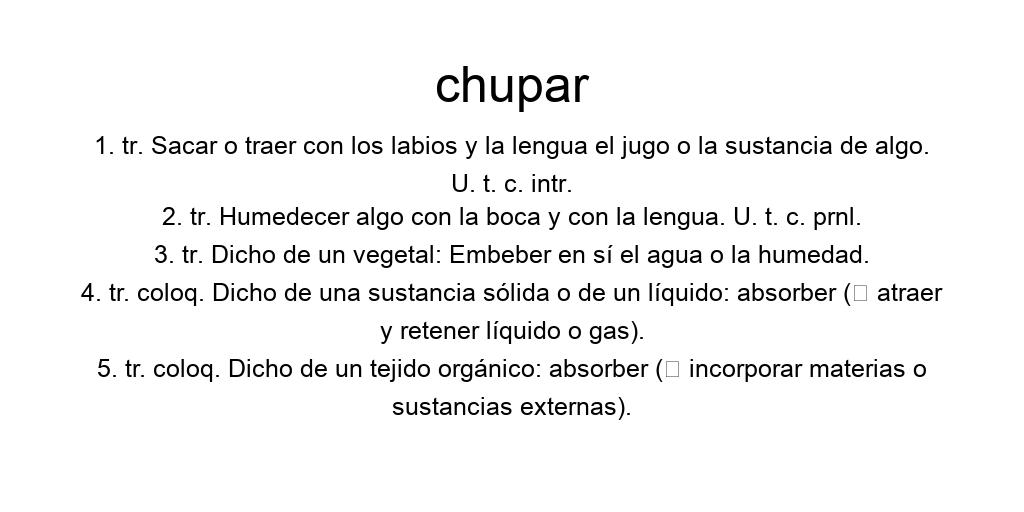 chupar
1. tr. Sacar o traer con los labios y la lengua el jugo o la sustancia de algo.
U. t. c. intr.
2. tr. Humedecer algo con la boca y con la lengua. U. t. c. prnl.
3. tr. Dicho de un vegetal: Embeber en sí el agua o la humedad.
4. tr. coloq. Dicho de una sustancia sólida o de un líquido: absorber (▯ atraer
y retener líquido o gas).
5. tr. coloq. Dicho de un tejido orgánico: absorber (▯ incorporar materias o
sustancias externas).